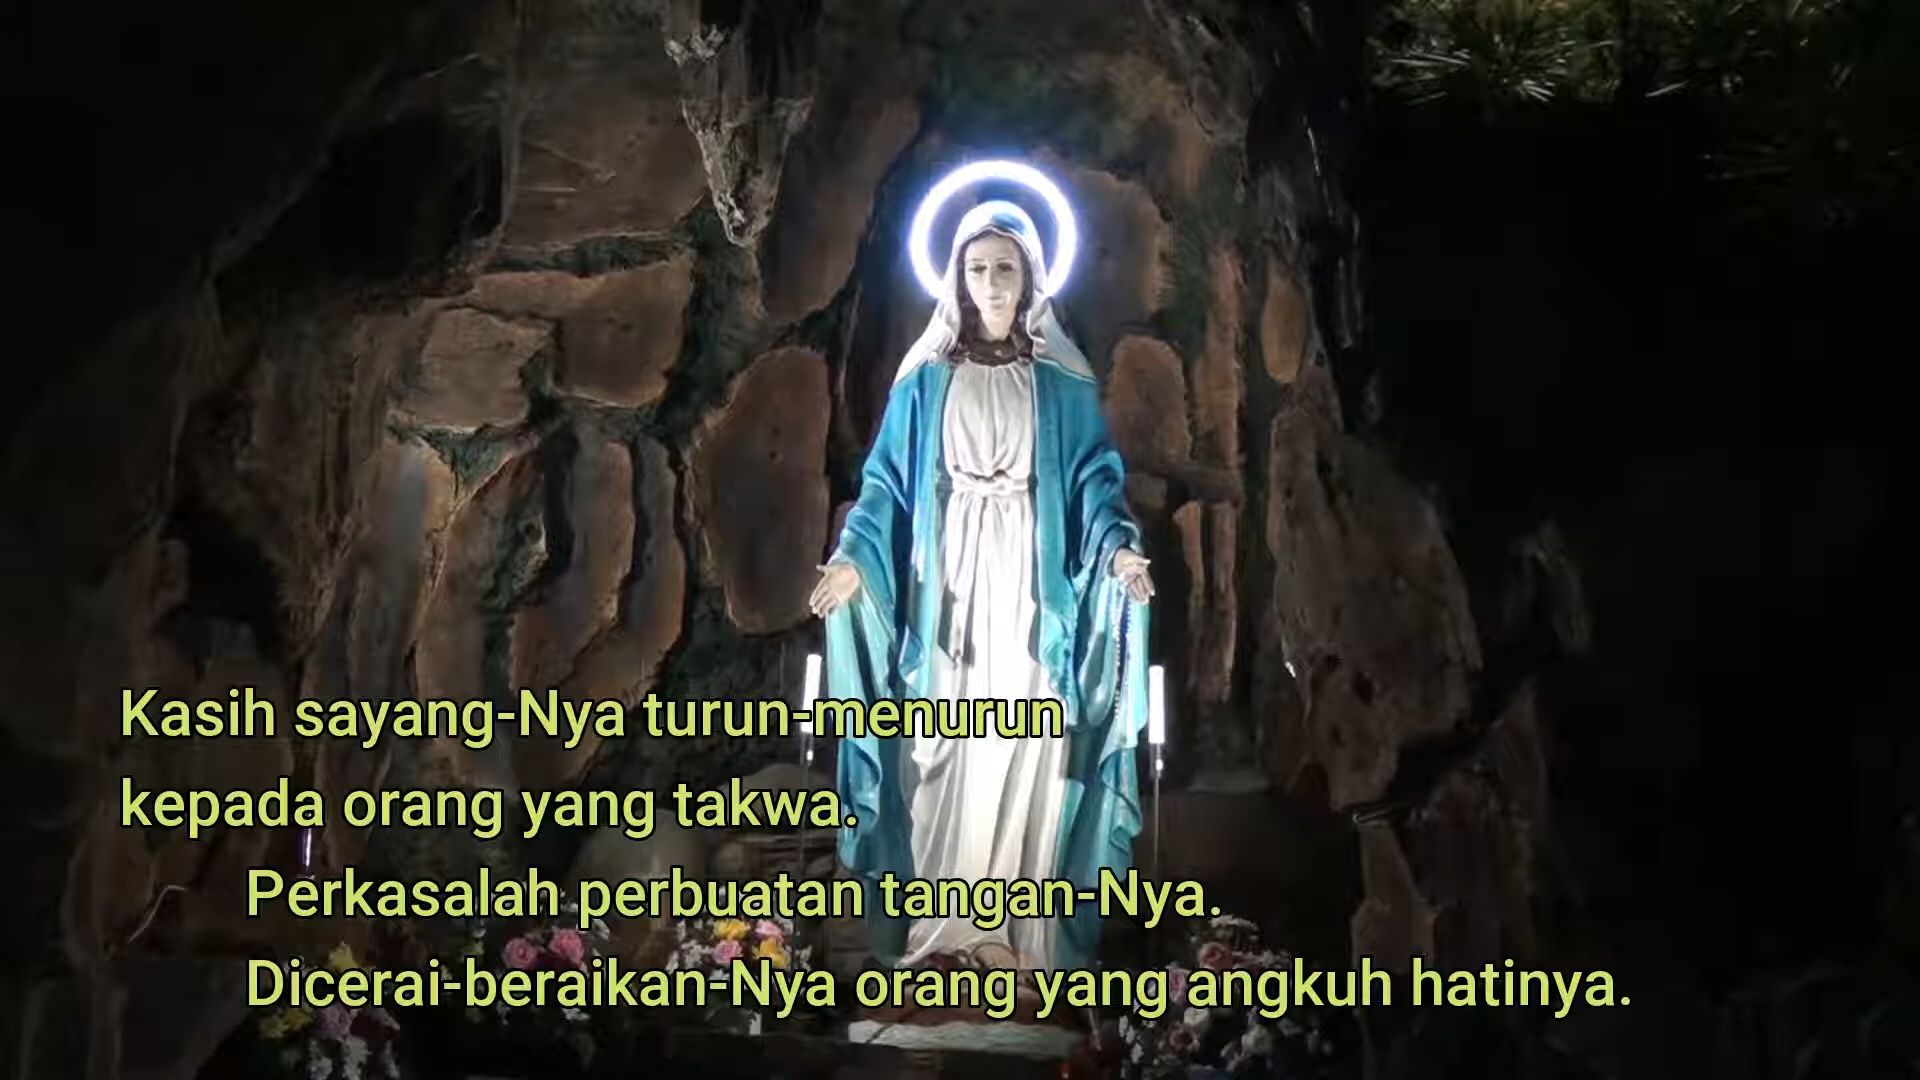 Kasih sayang-Nya turun-menurun
kepada orang yang takwa.
Perkasalah perbuatan tangan-Nya.
Dicerai-beraikan-Nya orang yang angkuh hatinya.